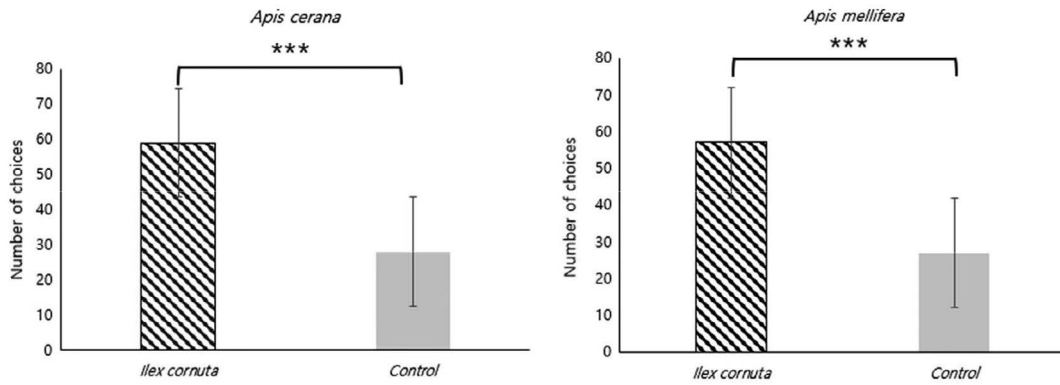 Apis cerana
***
Number of choices
80
70
60
50
40
30
20
10
0
Ilex cornuta
Control
Apis mellifera
***
Number of choices
80
70
60
50
40
30
20
10
0
Ilex cornuta
Control